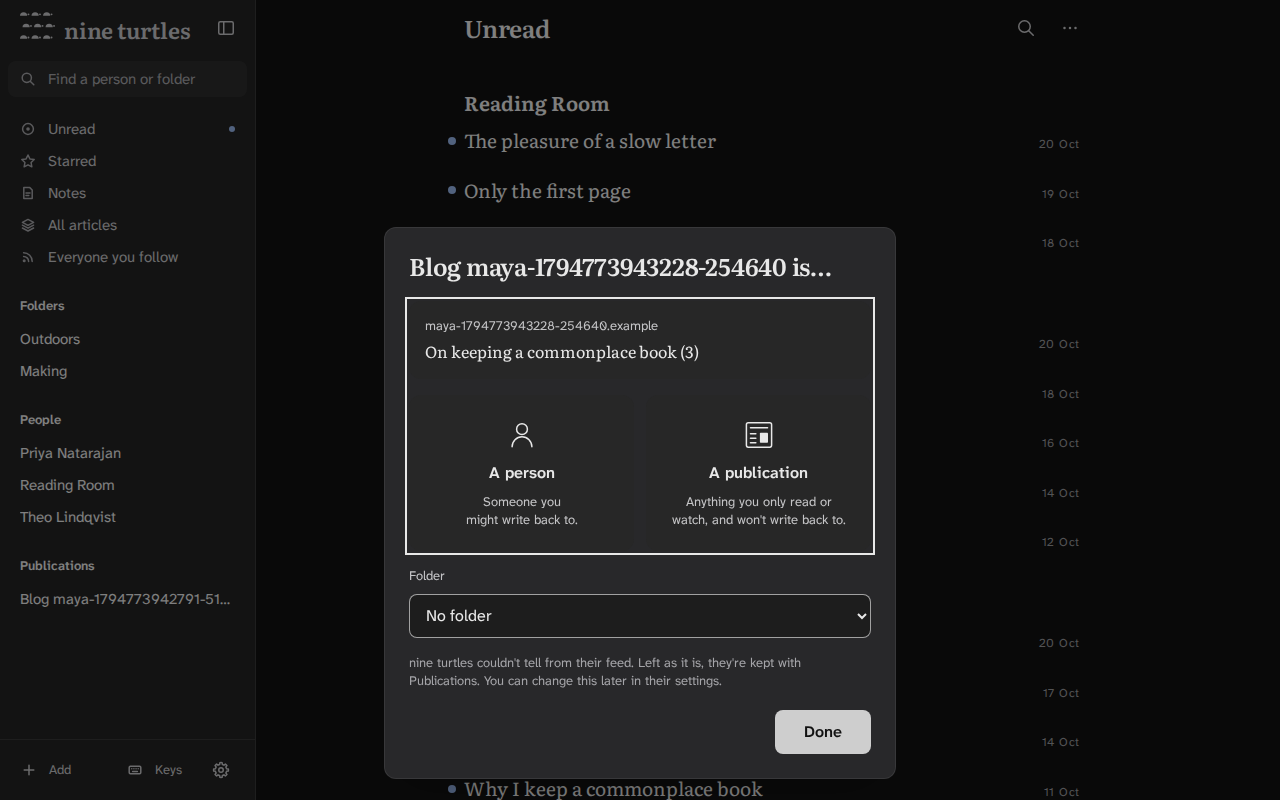 nine turtles
Find a person or folder
Unread
Starred
Notes
All articles
Everyone you follow
Folders
Outdoors
Making
People
Priya Natarajan
Reading Room
Theo Lindqvist
Publications
Blog maya-1794773942791-51...
Add
Keys
Unread
Reading Room
The pleasure of a slow letter
20 Oct
Only the first page
19 Oct
18 Oct
Blog maya-1794773943228-254640 is...
maya-1794773943228-254640.example
On keeping a commonplace book (3)
A person
Someone you
might write back to.
A publication
Anything you only read or
watch, and won't write back to.
Folder
No folder
nine turtles couldn't tell from their feed. Left as it is, they're kept with
Publications. You can change this later in their settings.
Done
20 Oct
18 Oct
16 Oct
14 Oct
12 Oct
20 Oct
17 Oct
14 Oct
Why I keep a commonplace book
11 Oct